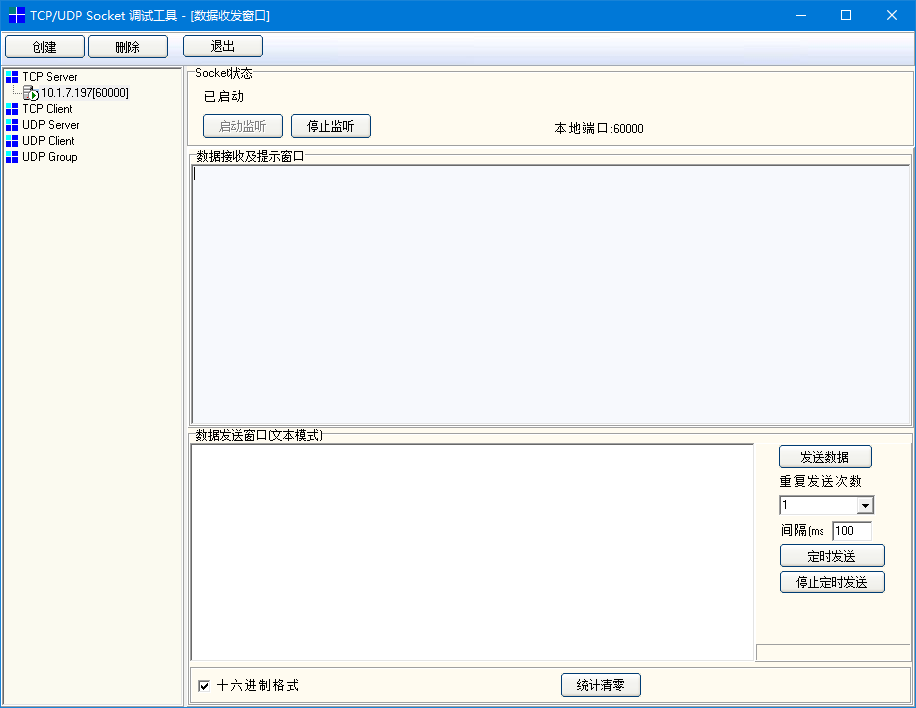 TCP/UDP Socket 调试工具 - [数据收发窗口]
创建 删除 退出
TCP Server
10.1.7.197[60000]
TCP Client
UDP Server
UDP Client
UDP Group
Socket状态
已启动
启动监听 停止监听 本地端口:60000
数据接收及提示窗口
数据发送窗口(文本模式)
发送数据
重复发送次数
1
间隔(ms 100
定时发送
停止定时发送
十六进制格式 统计清零